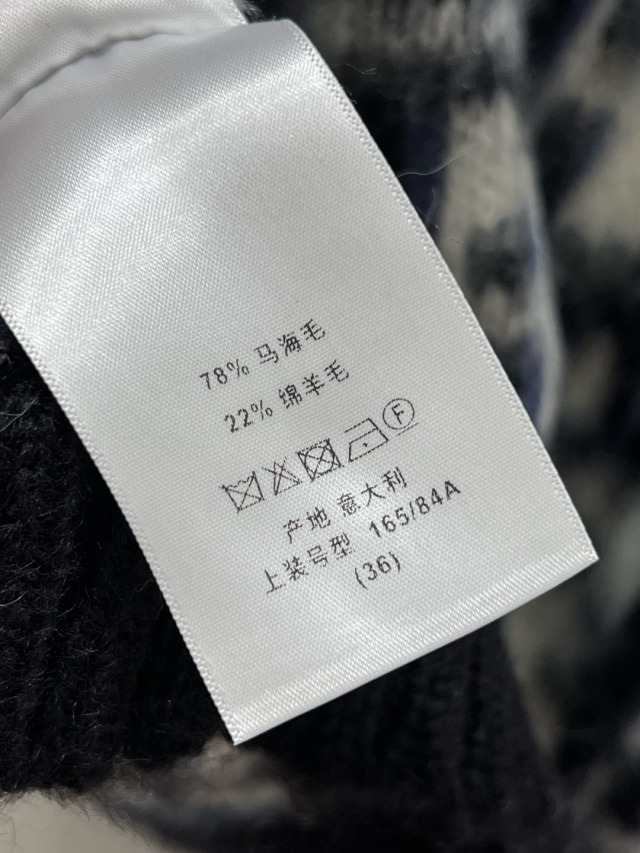 78% 马海毛
22% 绵羊毛
F
产地 意大利
上装号型 165/84A
(36)